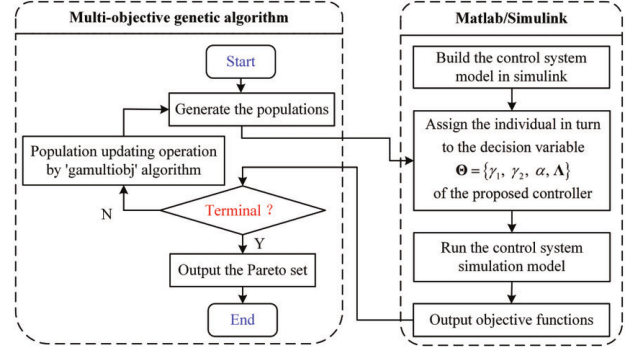 Multi-objective genetic algorithm
Start
Generate the populations
Population updating operation
by 'gamultiobj' algorithm
N
Terminal ?
Y
Output the Pareto set
End
Matlab/Simulink
Build the control system
model in simulink
Assign the individual in turn
to the decision variable
Θ = {γ₁, γ₂, α, Λ}
of the proposed controller
Run the control system
simulation model
Output objective functions